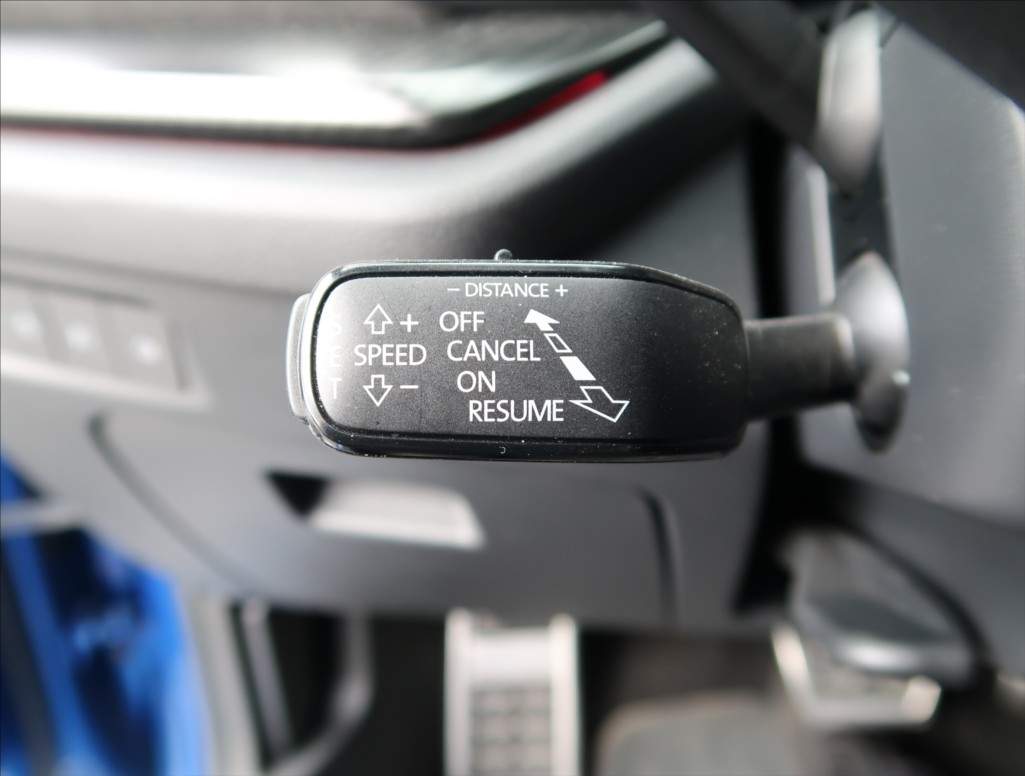 − DISTANCE +
S + OFF
E SPEED CANCEL
T − ON
RESUME